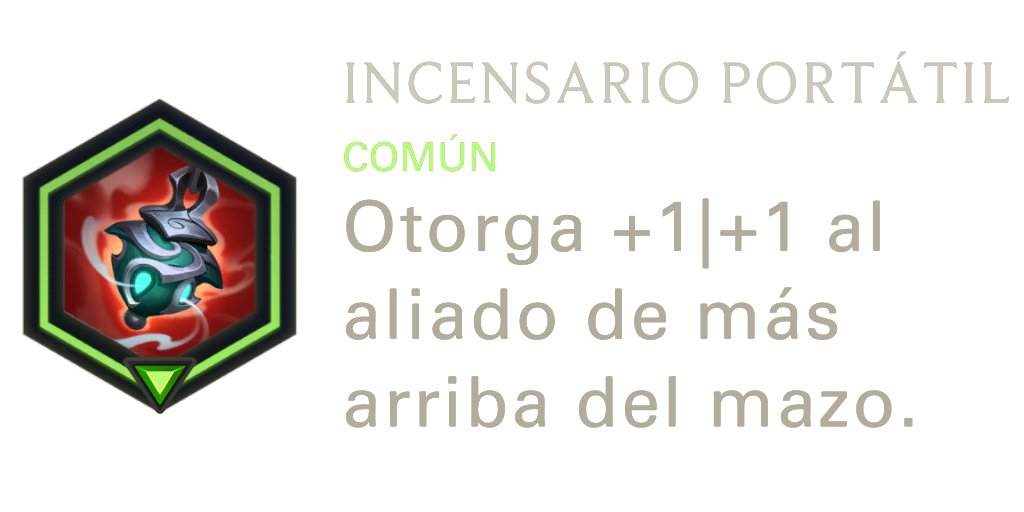 INCENSARIO PORTÁTIL
COMÚN
Otorga +1|+1 al
aliado de más
arriba del mazo.